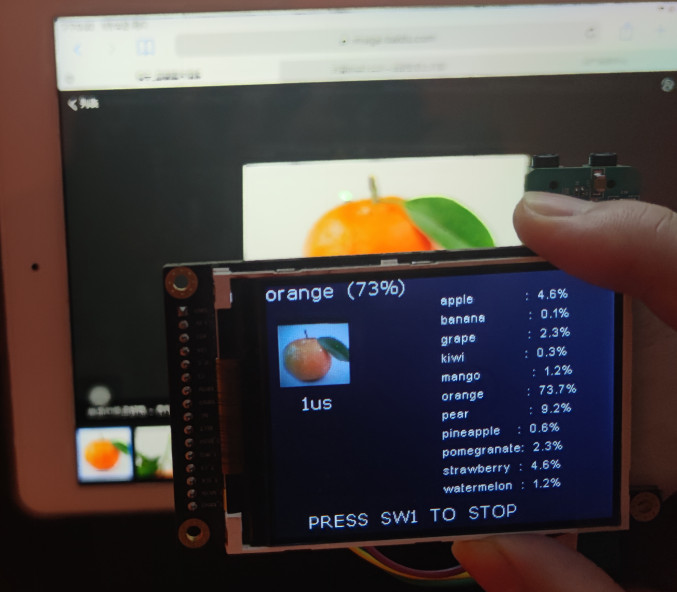 orange (73%)
1us
apple : 4.6%
banana : 0.1%
grape : 2.3%
kiwi : 0.3%
mango : 1.2%
orange : 73.7%
pear : 9.2%
pineapple : 0.6%
pomegranate: 2.3%
strawberry : 4.6%
watermelon : 1.2%
PRESS SW1 TO STOP